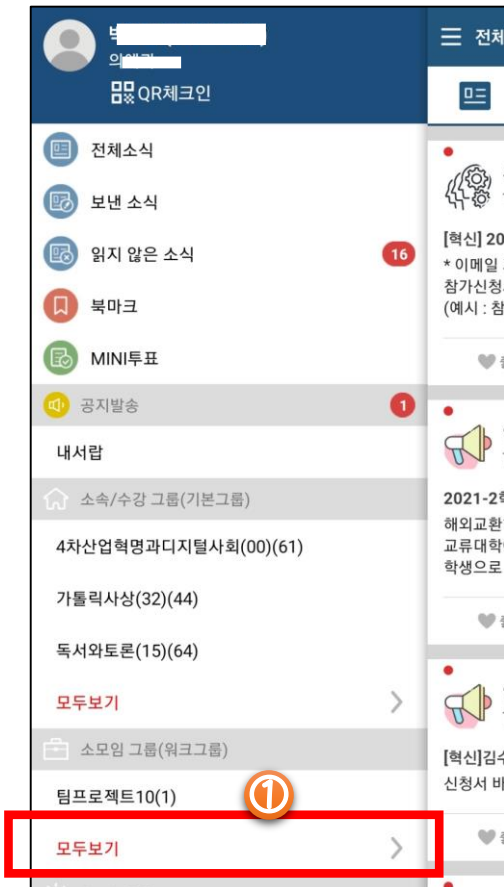 QR체크인
전체소식
보낸 소식
읽지 않은 소식
16
북마크
MINI투표
공지발송
1
내서랍
소속/수강 그룹(기본그룹)
4차산업혁명과디지털사회(00)(61)
가톨릭사상(32)(44)
독서와토론(15)(64)
모두보기
소모임 그룹(워크그룹)
팀프로젝트10(1)
①
모두보기
전체
[혁신] 20
* 이메일
참가신청
(예시 : 참
2021-2학
해외교환
교류대학
학생으로
[혁신]김수
신청서 바